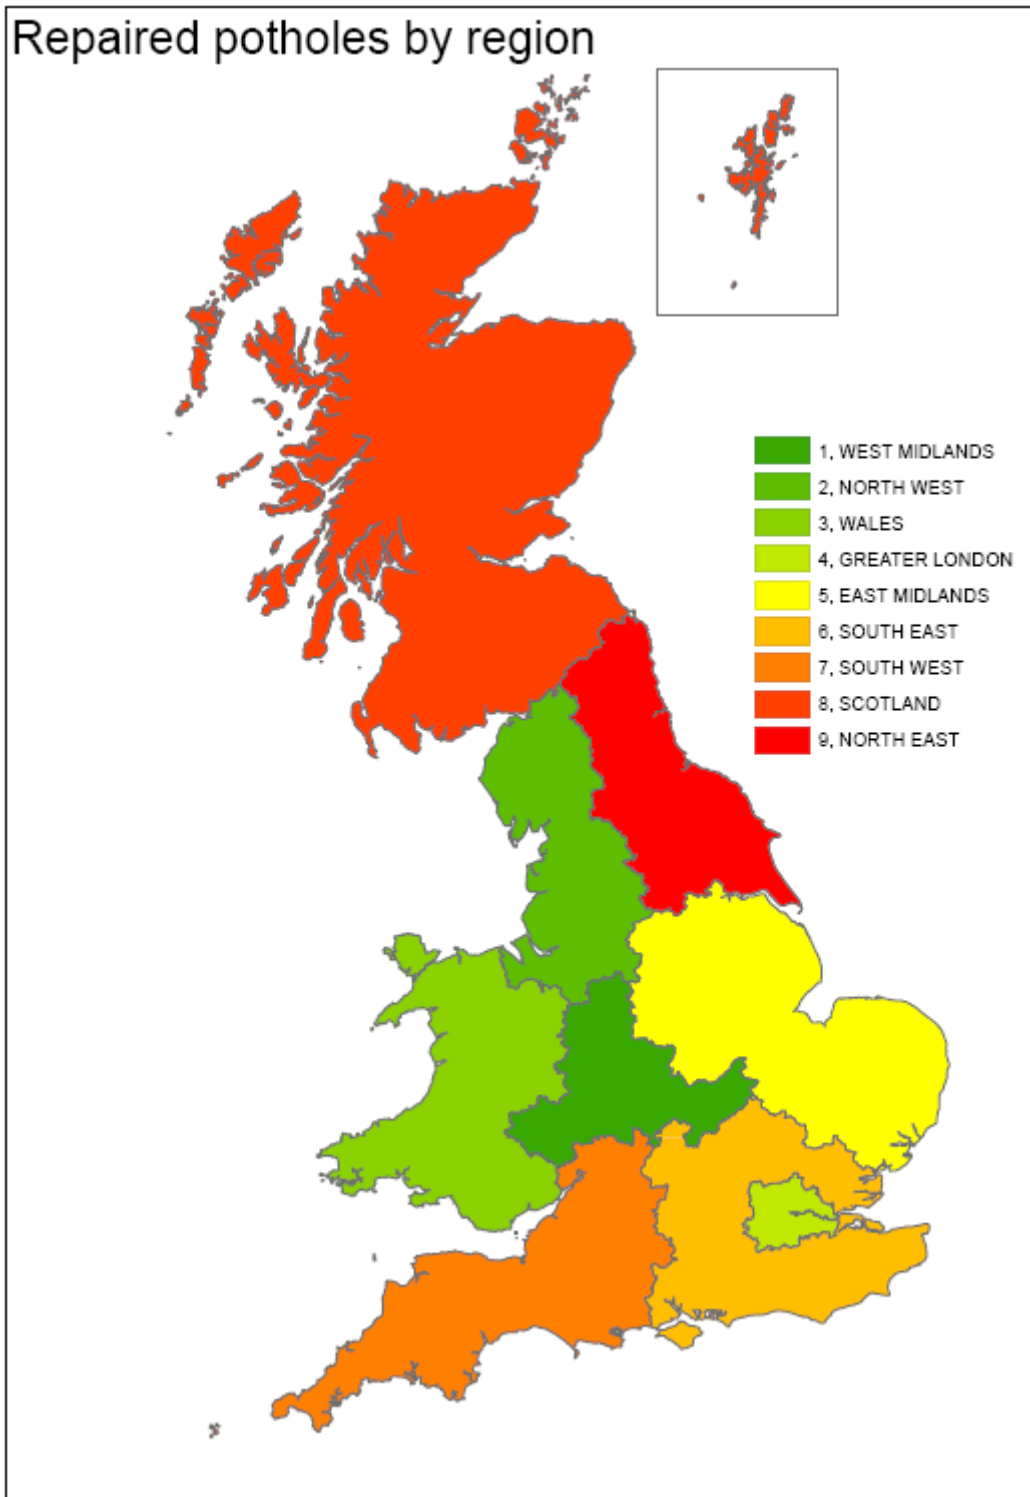 Repaired potholes by region
1, WEST MIDLANDS
2, NORTH WEST
3, WALES
4, GREATER LONDON
5, EAST MIDLANDS
6, SOUTH EAST
7, SOUTH WEST
8, SCOTLAND
9, NORTH EAST